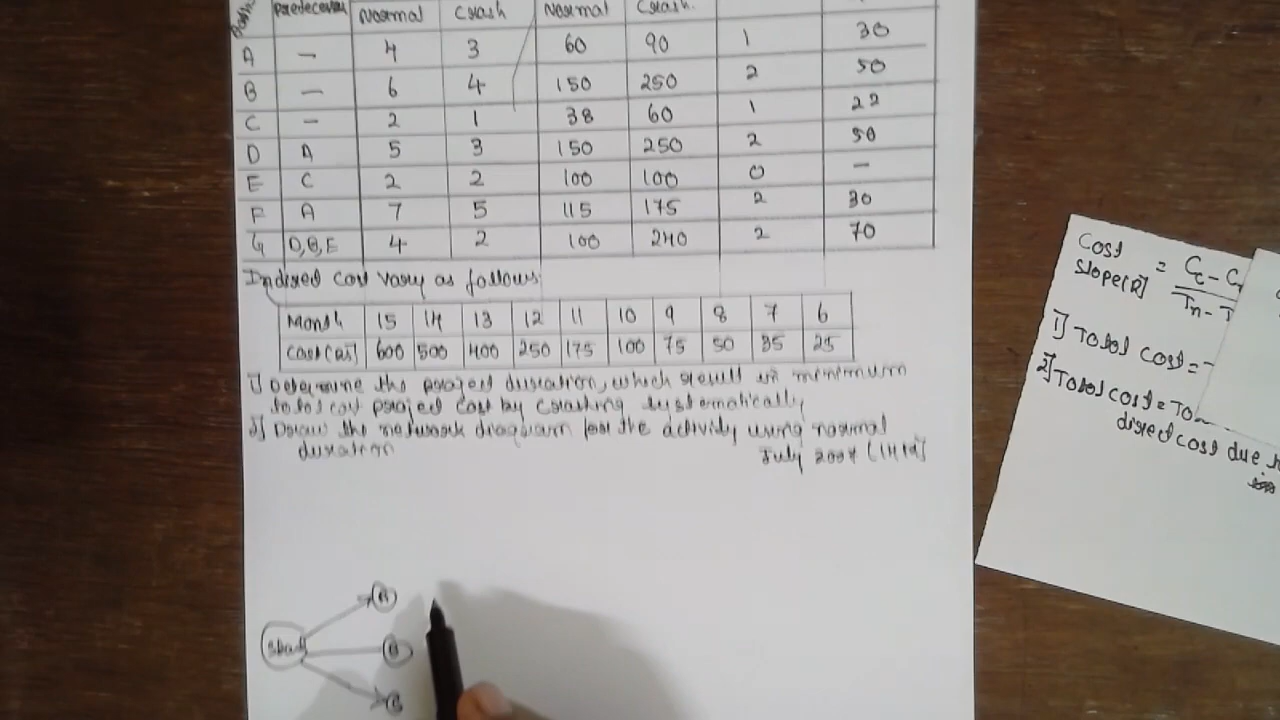 Predecessor Normal Crash Normal Crash.
A — 4 3 60 90 1 30
B — 6 4 150 250 2 50
C — 2 1 38 60 1 22
D A 5 3 150 250 2 50
E C 2 2 100 100 0 —
F A 7 5 115 175 2 30
G D,B,E 4 2 100 240 2 70
Indirect cost vary as follows
Month 15 14 13 12 11 10 9 8 7 6
Cost (RS) 600 500 400 250 175 100 75 50 35 25
1] Determine the project duration, which result in minimum
total cost project cost by crashing systematically
2] Draw the network diagram for the activity using normal
duration July 2007 (14M)
Start
A
B
C
Cost
Slope[R] =
1] Total cost =
2] Total cost = To
direct cost due